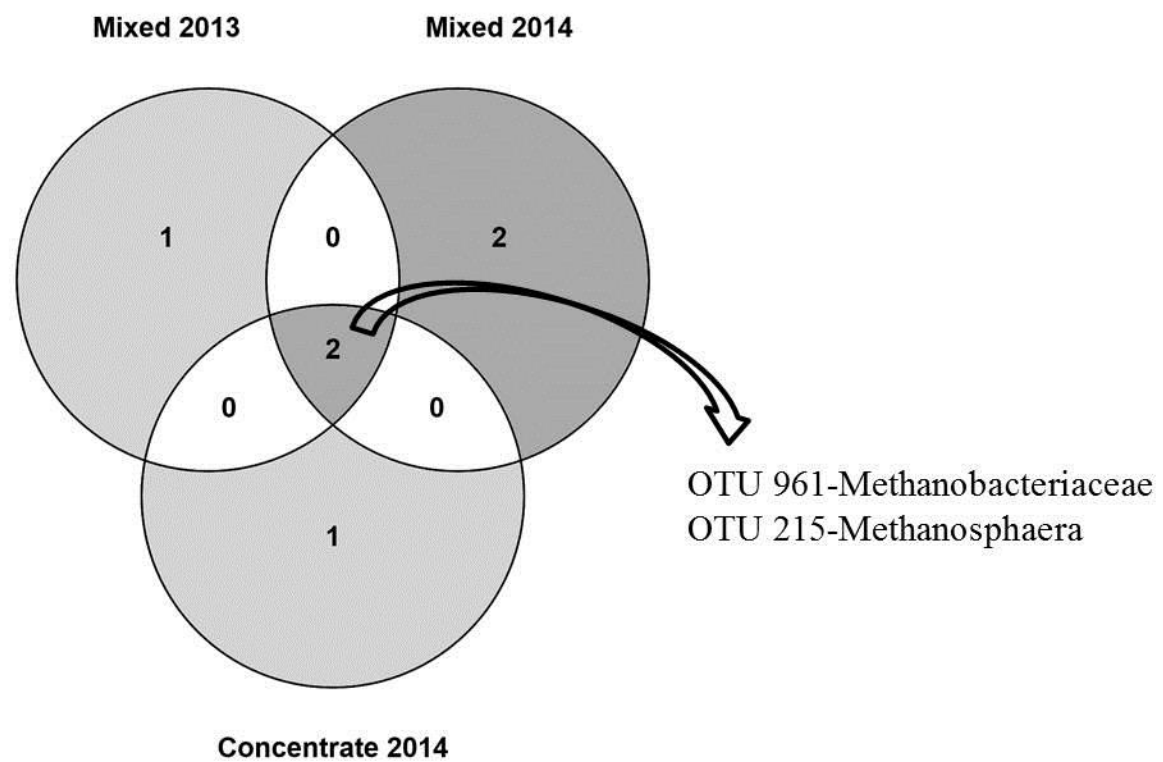 Mixed 2013
Mixed 2014
1
0
2
2
0
0
1
OTU 961-Methanobacteriaceae
OTU 215-Methanosphaera
Concentrate 2014